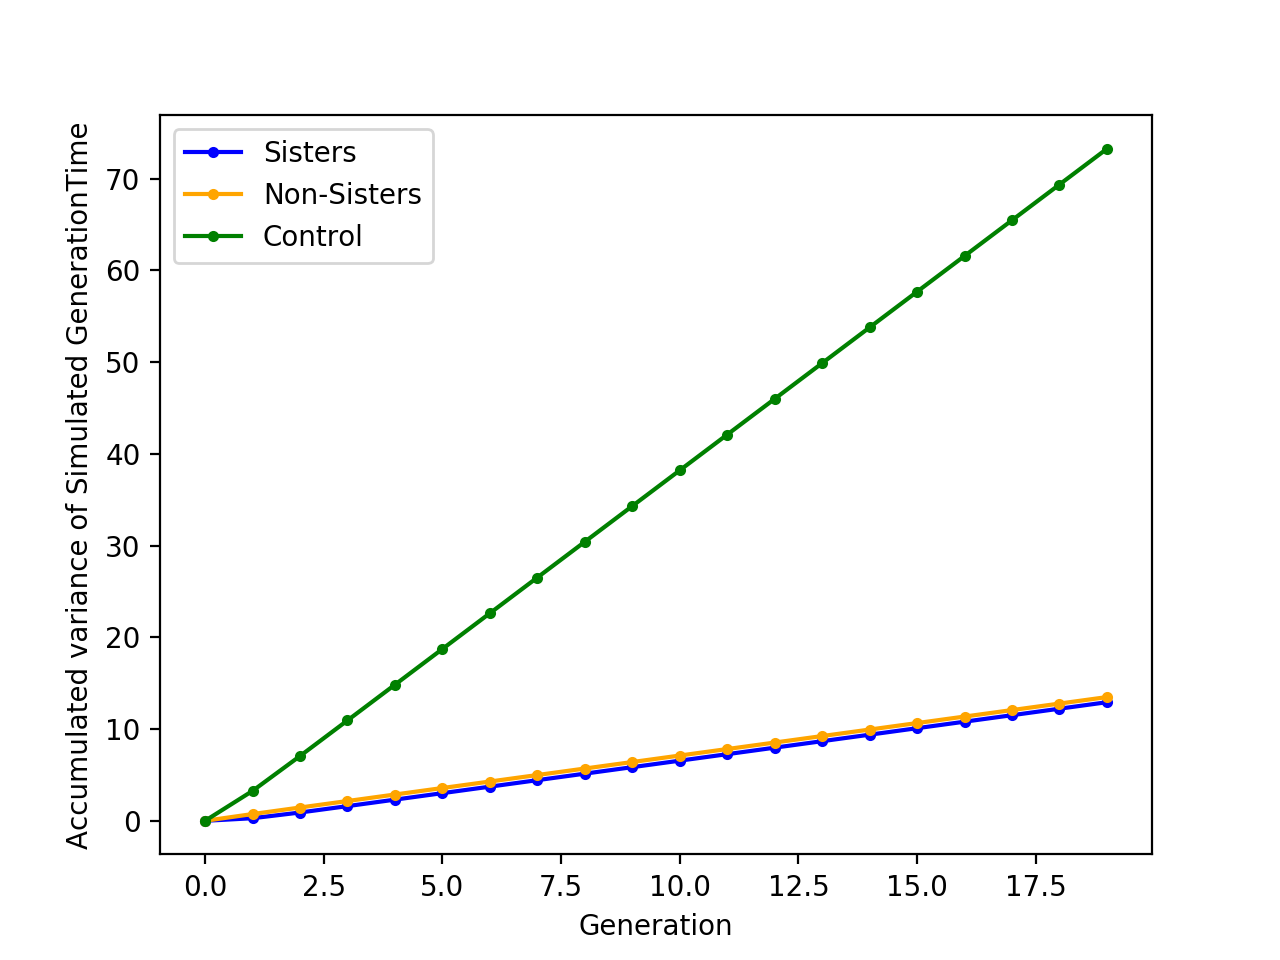 Accumulated variance of Simulated GenerationTime
Sisters
Non-Sisters
Control
70
60
50
40
30
20
10
0
0.0 2.5 5.0 7.5 10.0 12.5 15.0 17.5
Generation